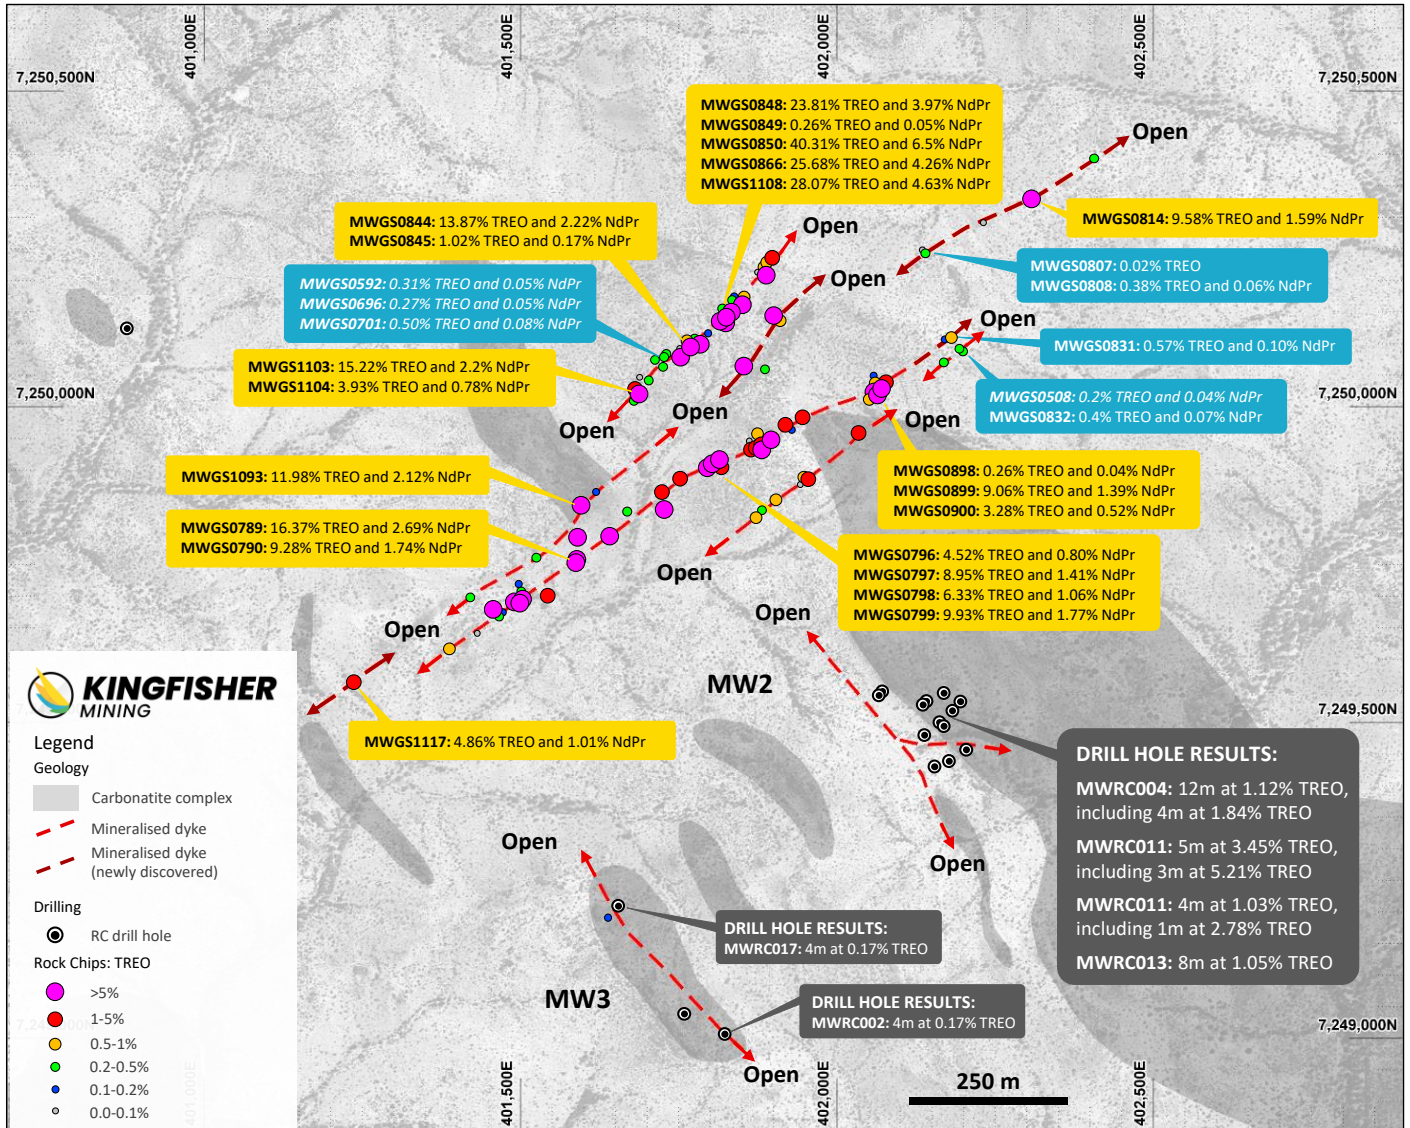 401,000E
401,500E
402,000E
402,500E
7,250,500N
7,250,500N
MWGS0848: 23.81% TREO and 3.97% NdPr
MWGS0849: 0.26% TREO and 0.05% NdPr
MWGS0850: 40.31% TREO and 6.5% NdPr
MWGS0866: 25.68% TREO and 4.26% NdPr
MWGS1108: 28.07% TREO and 4.63% NdPr
Open
MWGS0814: 9.58% TREO and 1.59% NdPr
MWGS0844: 13.87% TREO and 2.22% NdPr
MWGS0845: 1.02% TREO and 0.17% NdPr
Open
MWGS0807: 0.02% TREO
MWGS0808: 0.38% TREO and 0.06% NdPr
Open
MWGS0592: 0.31% TREO and 0.05% NdPr
MWGS0696: 0.27% TREO and 0.05% NdPr
MWGS0701: 0.50% TREO and 0.08% NdPr
Open
MWGS0831: 0.57% TREO and 0.10% NdPr
MWGS1103: 15.22% TREO and 2.2% NdPr
MWGS1104: 3.93% TREO and 0.78% NdPr
MWGS0508: 0.2% TREO and 0.04% NdPr
MWGS0832: 0.4% TREO and 0.07% NdPr
7,250,000N
7,250,000N
Open
Open
Open
MWGS1093: 11.98% TREO and 2.12% NdPr
MWGS0898: 0.26% TREO and 0.04% NdPr
MWGS0899: 9.06% TREO and 1.39% NdPr
MWGS0900: 3.28% TREO and 0.52% NdPr
MWGS0789: 16.37% TREO and 2.69% NdPr
MWGS0790: 9.28% TREO and 1.74% NdPr
MWGS0796: 4.52% TREO and 0.80% NdPr
MWGS0797: 8.95% TREO and 1.41% NdPr
MWGS0798: 6.33% TREO and 1.06% NdPr
MWGS0799: 9.93% TREO and 1.77% NdPr
Open
Open
Open
MW2
7,249,500N
MWGS1117: 4.86% TREO and 1.01% NdPr
DRILL HOLE RESULTS:
MWRC004: 12m at 1.12% TREO,
including 4m at 1.84% TREO
MWRC011: 5m at 3.45% TREO,
including 3m at 5.21% TREO
MWRC011: 4m at 1.03% TREO,
including 1m at 2.78% TREO
MWRC013: 8m at 1.05% TREO
Open
Open
DRILL HOLE RESULTS:
MWRC017: 4m at 0.17% TREO
MW3
DRILL HOLE RESULTS:
MWRC002: 4m at 0.17% TREO
7,249,000N
Open
250 m
KINGFISHER
MINING
Legend
Geology
Carbonatite complex
Mineralised dyke
Mineralised dyke
(newly discovered)
Drilling
RC drill hole
Rock Chips: TREO
>5%
1-5%
0.5-1%
0.2-0.5%
0.1-0.2%
0.0-0.1%
401,000E
401,500E
402,000E
402,500E